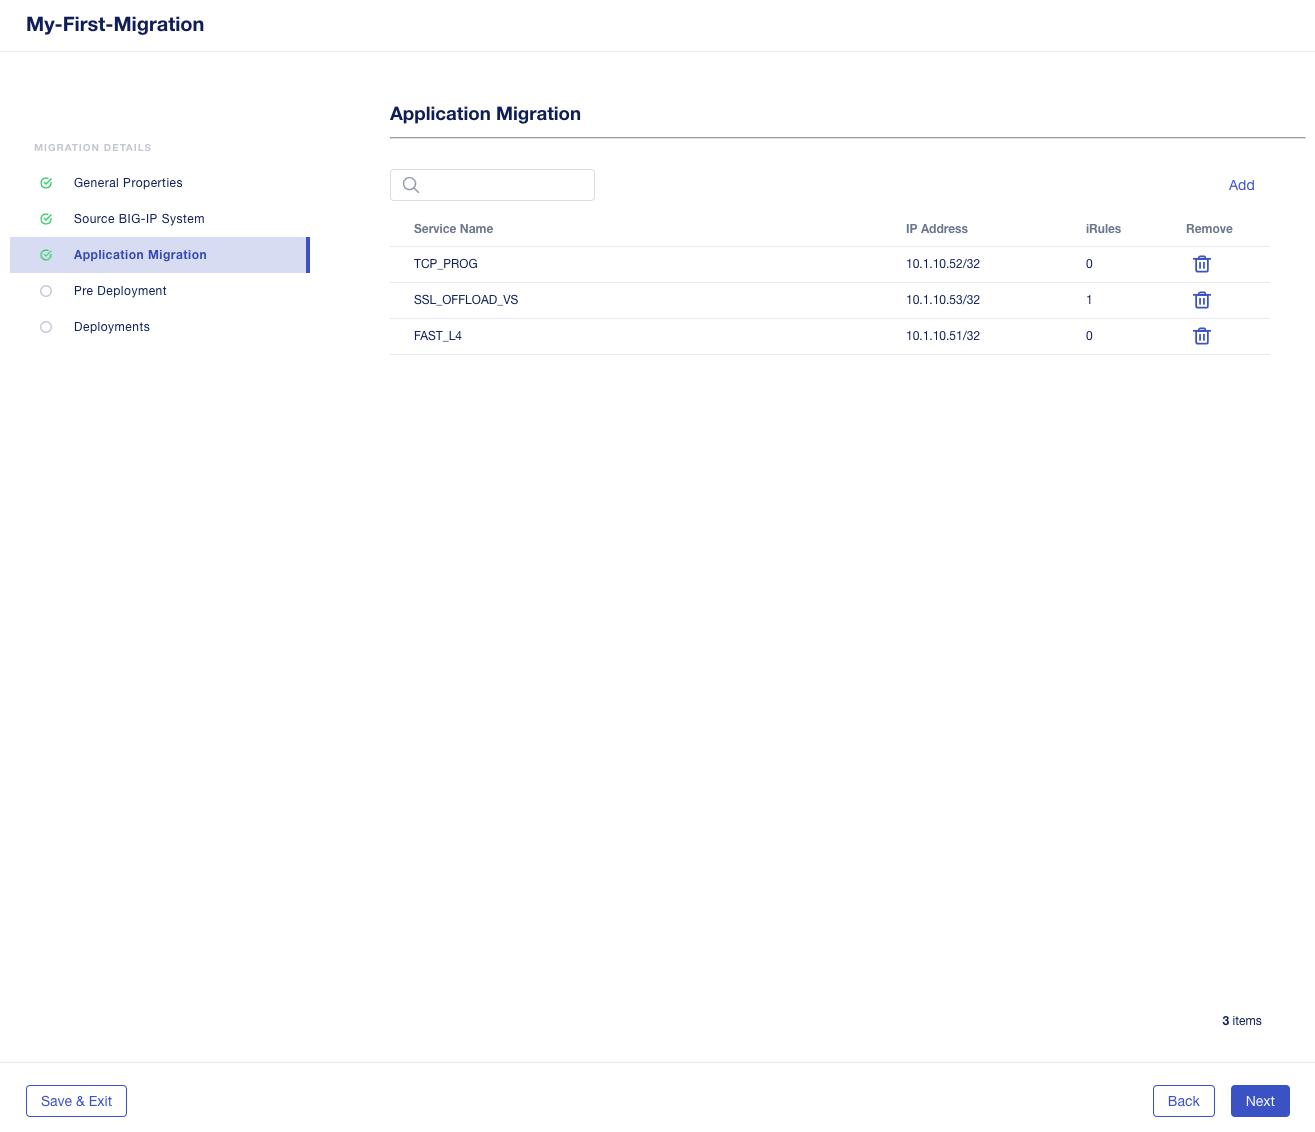 My-First-Migration
MIGRATION DETAILS
General Properties
Source BIG-IP System
Application Migration
Pre Deployment
Deployments
Application Migration
Add
Service Name IP Address iRules Remove
TCP_PROG 10.1.10.52/32 0
SSL_OFFLOAD_VS 10.1.10.53/32 1
FAST_L4 10.1.10.51/32 0
3 items
Save & Exit Back Next